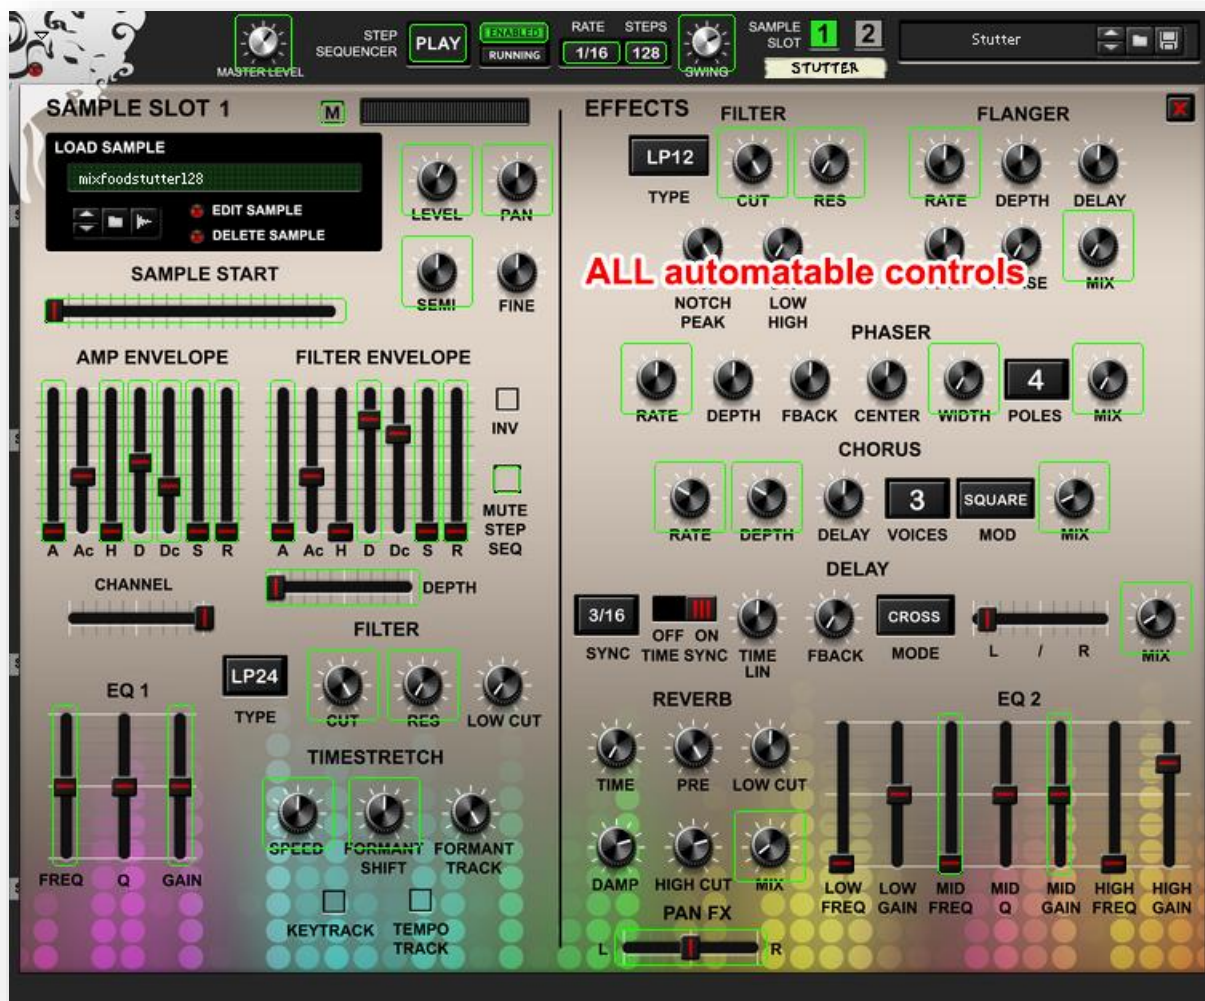 STEP SEQUENCER
PLAY
ENABLED
RUNNING
RATE
STEPS
1/16
128
SAMPLE SLOT
1
2
STUTTER
Stutter
MASTER LEVEL
SWING
SAMPLE SLOT 1
M
LOAD SAMPLE
mixfoodstutter128
EDIT SAMPLE
DELETE SAMPLE
LEVEL
PAN
SEMI
FINE
SAMPLE START
AMP ENVELOPE
A Ac H D Dc S R
FILTER ENVELOPE
A Ac H D Dc S R
INV
MUTE
STEP
SEQ
CHANNEL
DEPTH
FILTER
LP24
TYPE
CUT
RES
LOW CUT
EQ 1
FREQ
Q
GAIN
TIMESTRETCH
SPEED
FORMANT SHIFT
FORMANT TRACK
KEYTRACK
TEMPO TRACK
EFFECTS
FILTER
LP12
TYPE
CUT
RES
NOTCH
PEAK
LOW
HIGH
ALL automatable controls
FLANGER
RATE
DEPTH
DELAY
MIX
PHASER
RATE
DEPTH
FBACK
CENTER
WIDTH
4
POLES
MIX
CHORUS
RATE
DEPTH
DELAY
3
VOICES
SQUARE
MOD
MIX
DELAY
3/16
SYNC
OFF ON
TIME SYNC
TIME
LIN
FBACK
CROSS
MODE
L / R
MIX
REVERB
TIME
PRE
LOW CUT
DAMP
HIGH CUT
MIX
PAN FX
L
R
EQ 2
LOW FREQ
LOW GAIN
MID FREQ
MID Q
MID GAIN
HIGH FREQ
HIGH GAIN